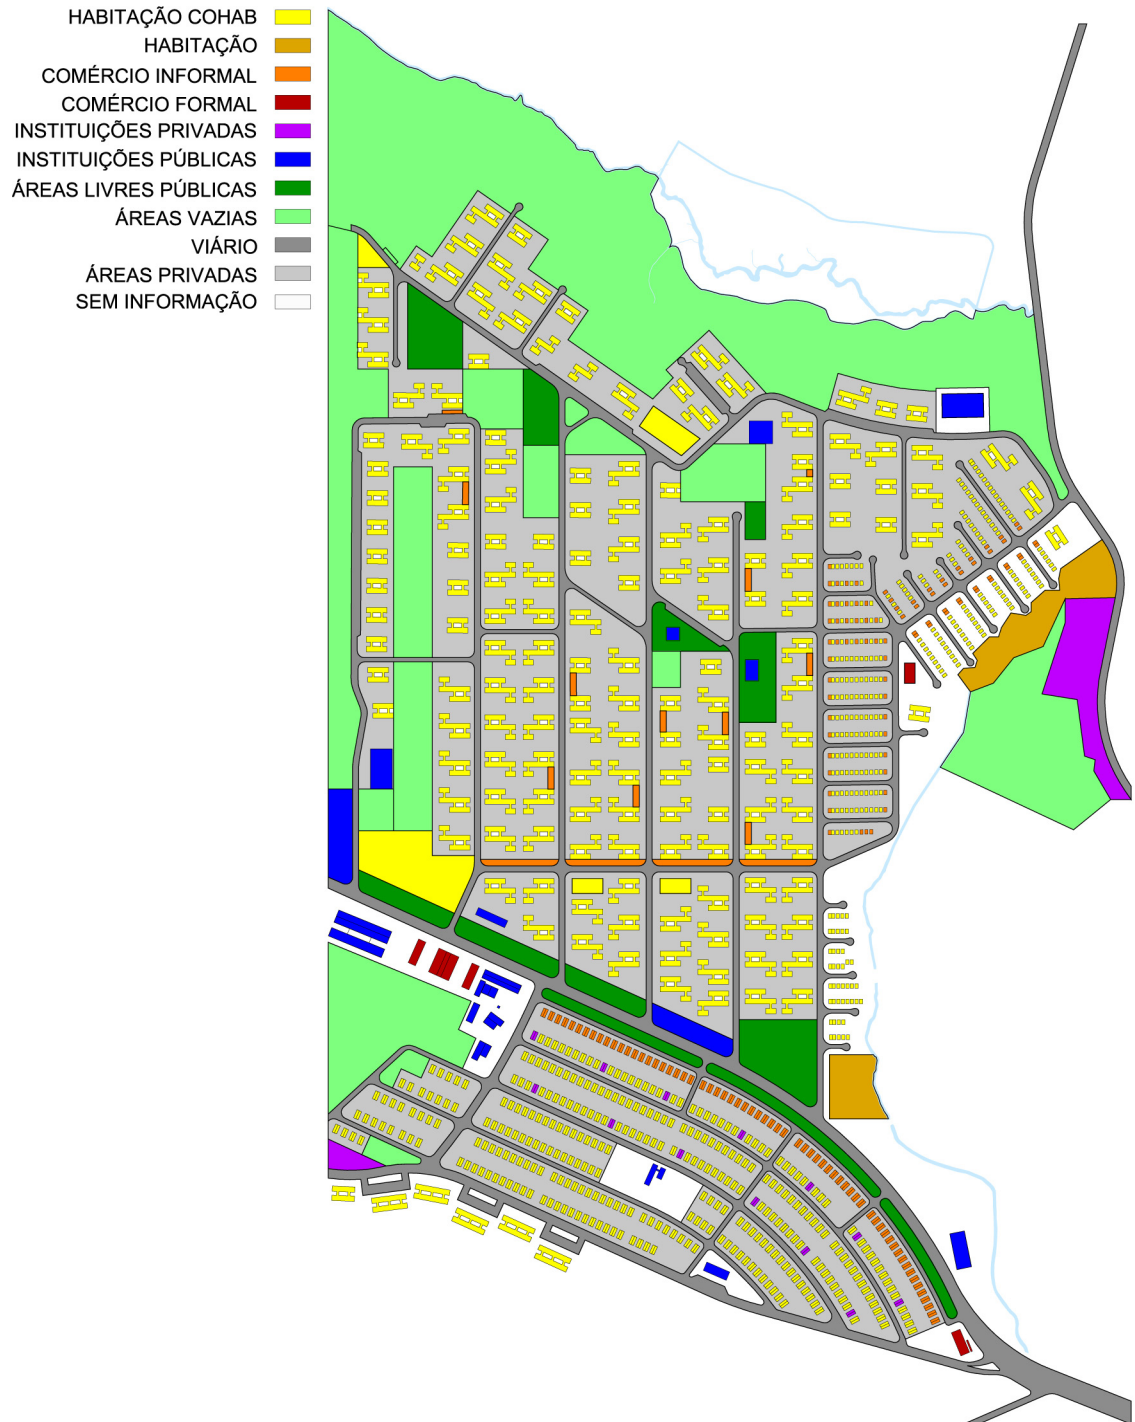 HABITAÇÃO COHAB
HABITAÇÃO
COMÉRCIO INFORMAL
COMÉRCIO FORMAL
INSTITUIÇÕES PRIVADAS
INSTITUIÇÕES PÚBLICAS
ÁREAS LIVRES PÚBLICAS
ÁREAS VAZIAS
VIÁRIO
ÁREAS PRIVADAS
SEM INFORMAÇÃO